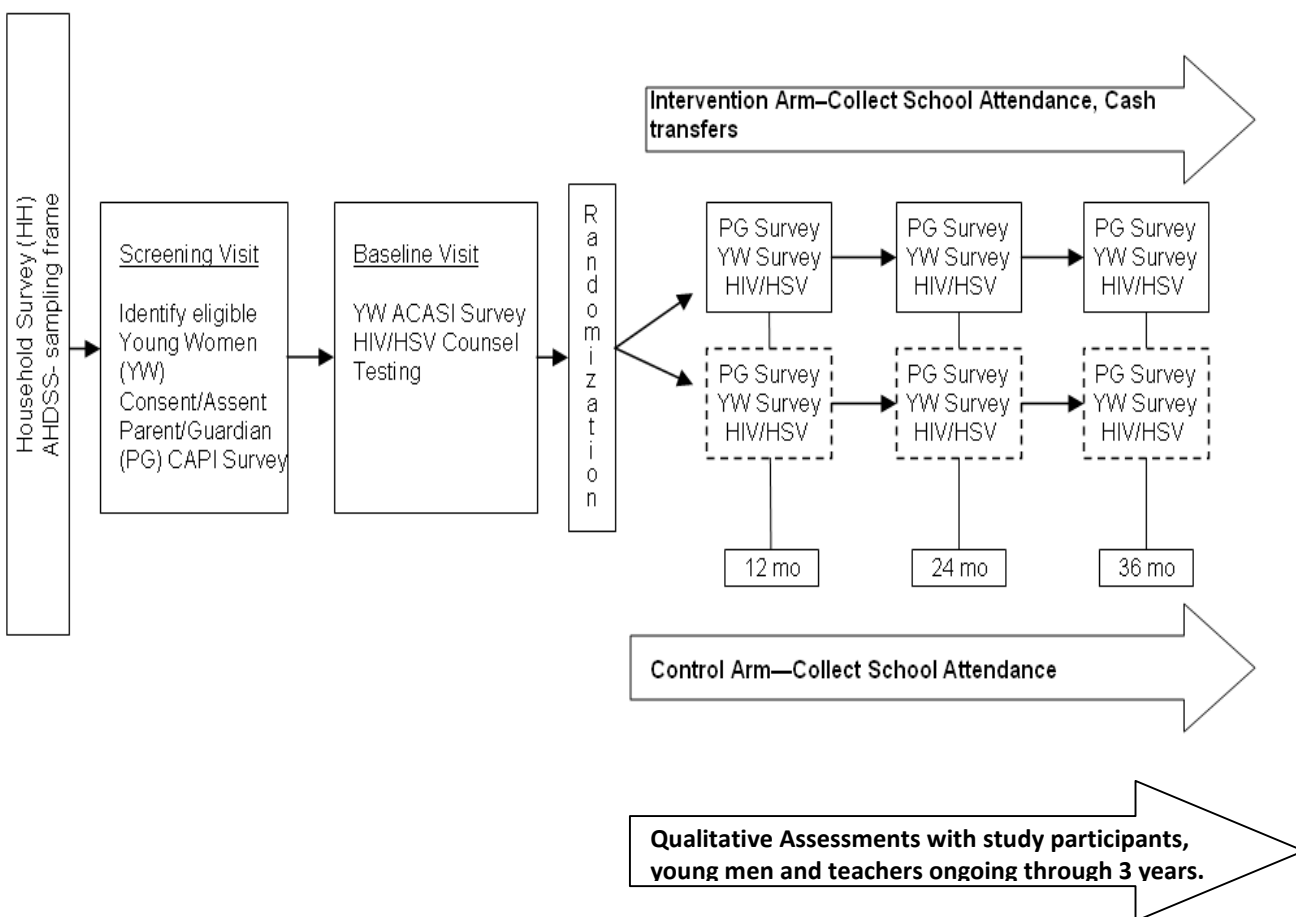 Household Survey (HH)
AHDSS- sampling frame
Screening Visit
Identify eligible
Young Women
(YW)
Consent/Assent
Parent/Guardian
(PG) CAPI Survey
Baseline Visit
YW ACASI Survey
HIV/HSV Counsel
Testing
Randomization
Intervention Arm–Collect School Attendance, Cash
transfers
PG Survey
YW Survey
HIV/HSV
PG Survey
YW Survey
HIV/HSV
PG Survey
YW Survey
HIV/HSV
PG Survey
YW Survey
HIV/HSV
PG Survey
YW Survey
HIV/HSV
PG Survey
YW Survey
HIV/HSV
12 mo
24 mo
36 mo
Control Arm—Collect School Attendance
Qualitative Assessments with study participants,
young men and teachers ongoing through 3 years.